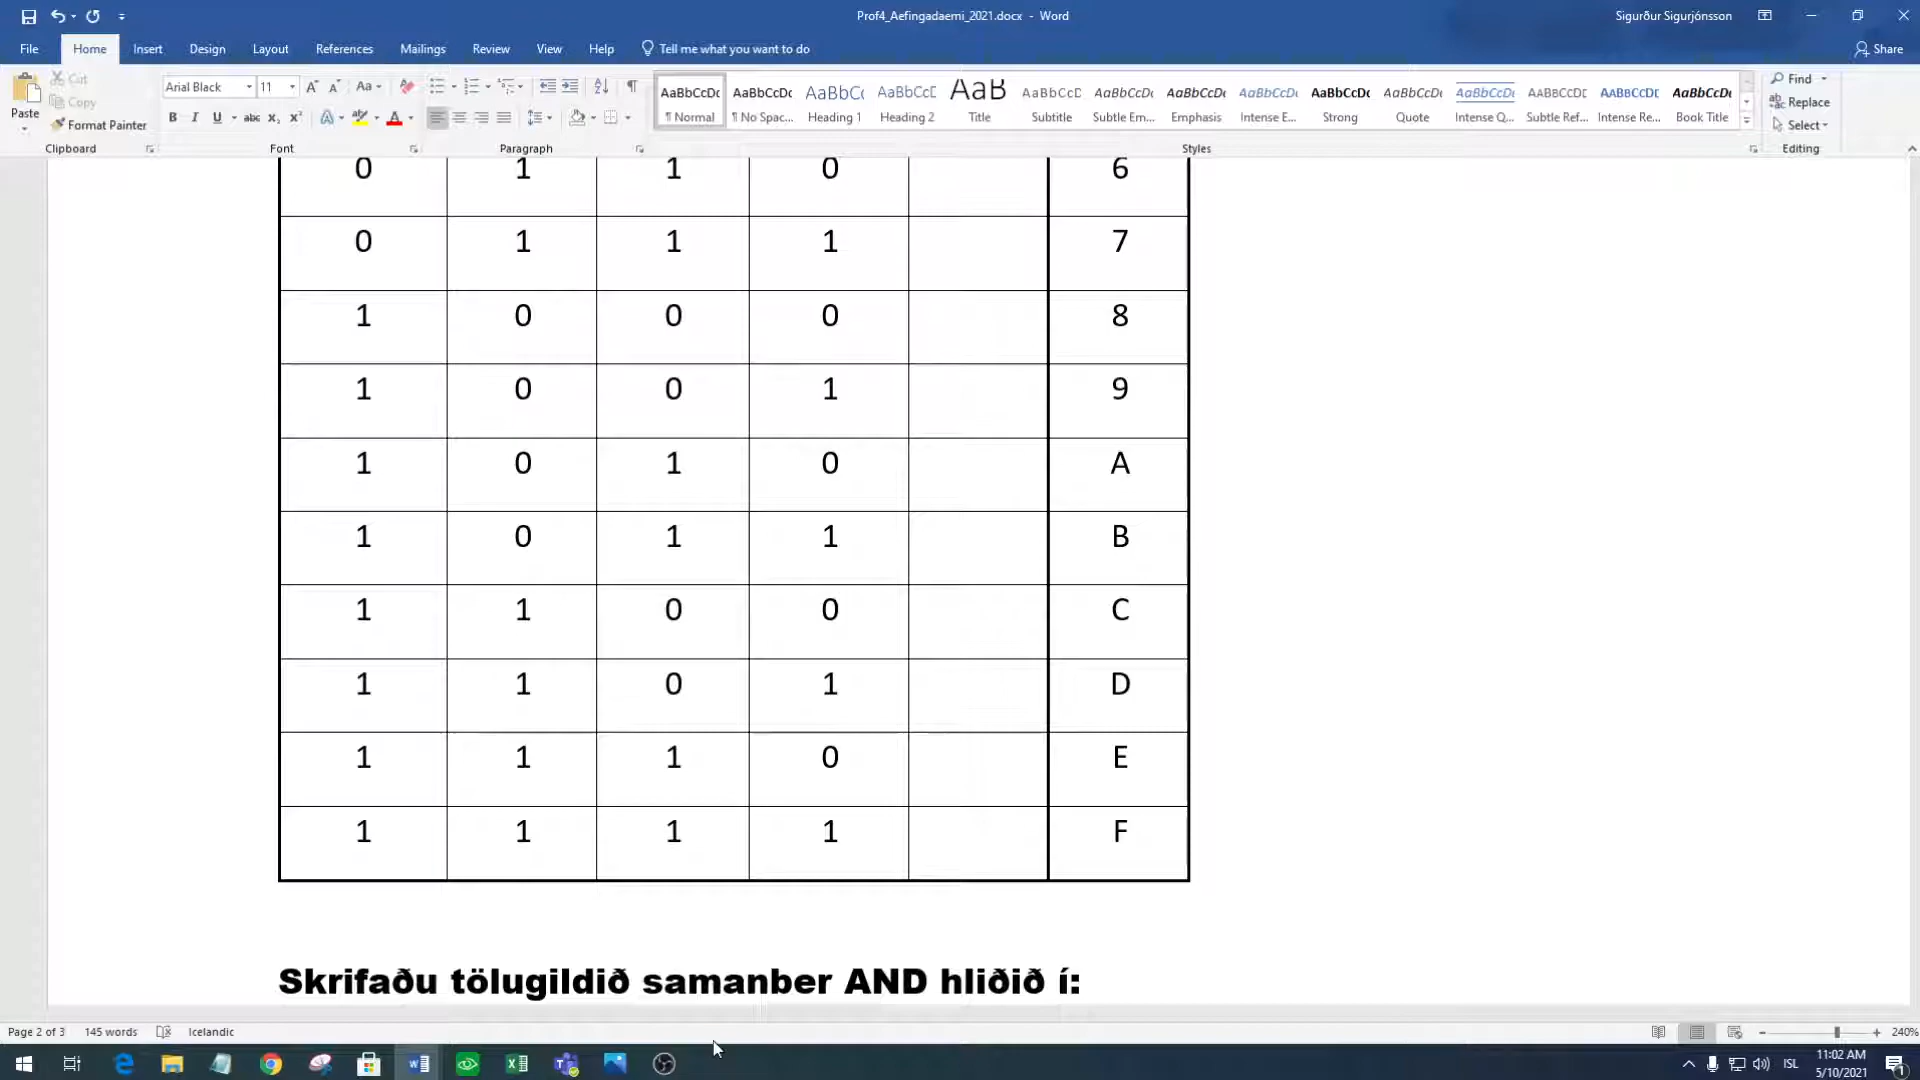 Prof4_Aefingadaemi_2021.docx - Word
Sigurður Sigurjónsson
File Home Insert Design Layout References Mailings Review View Help Tell me what you want to do Share
Paste
Cut
Copy
Format Painter
Clipboard
Arial Black 11
Font
Paragraph
AaBbCcDc AaBbCcDc AaBbCc AaBbCcD AaB AaBbCcD AaBbCcDc AaBbCcDc AaBbCcDc AaBbCcDc AaBbCcDc AaBbCcDc AABBCCDD AABBCCDD AaBbCcDc
¶ Normal ¶ No Spac... Heading 1 Heading 2 Title Subtitle Subtle Em... Emphasis Intense E... Strong Quote Intense Q... Subtle Ref... Intense Re... Book Title
Styles
Find
Replace
Select
Editing
0 1 1 0 6
0 1 1 1 7
1 0 0 0 8
1 0 0 1 9
1 0 1 0 A
1 0 1 1 B
1 1 0 0 C
1 1 0 1 D
1 1 1 0 E
1 1 1 1 F
Skrifaðu tölugildið samanber AND hliðið í:
Page 2 of 3 145 words Icelandic 240%
ISL
11:02 AM
5/10/2021